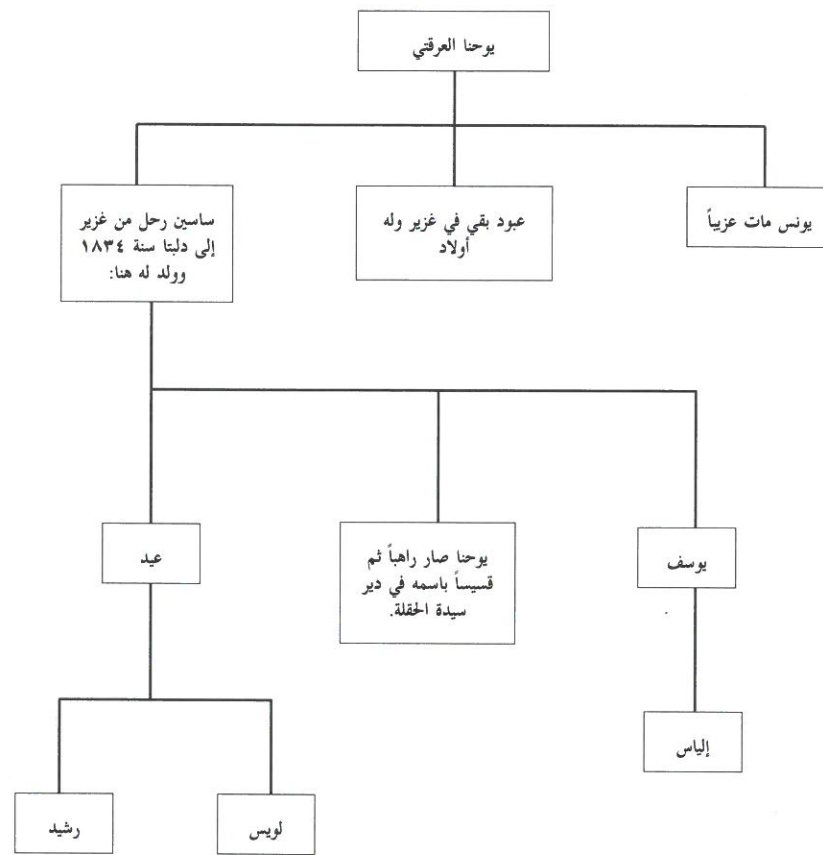 يوحنا العرقتي
يونس مات عزيباً
عبود بقي في غزير وله
أولاد
ساسين رحل من غزير
إلى دلبتا سنة ١٨٣٤
وولد له هنا:
يوسف
يوحنا صار راهباً ثم
قسيساً باسمه في دير
سيدة الحقلة.
عيد
إلياس
لويس
رشيد